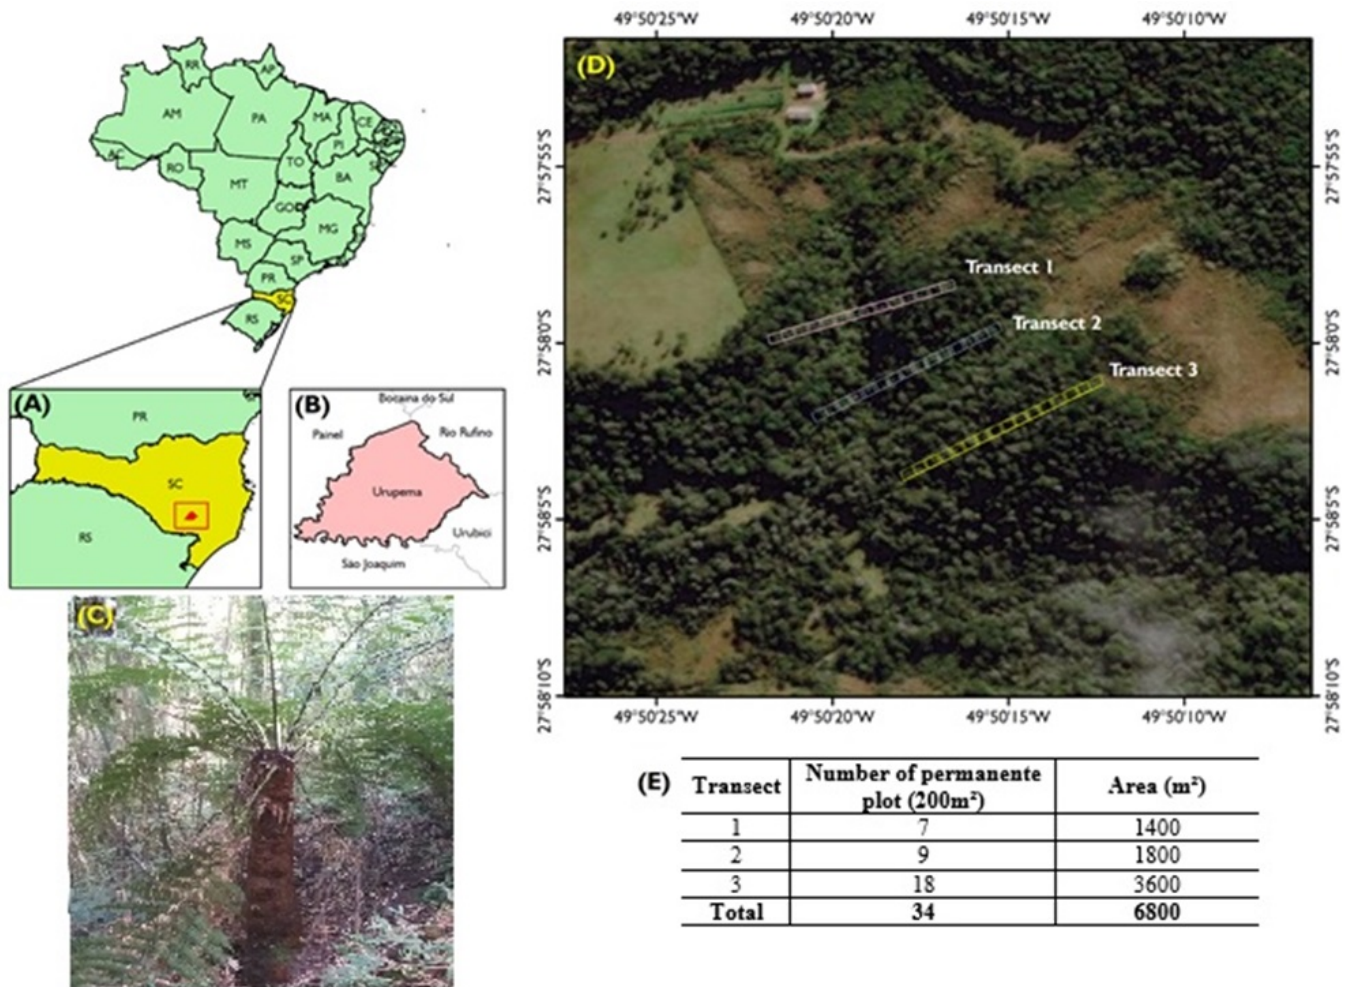 RR
AP
AM
PA
MA
CE
PI
AC
RO
TO
MT
BA
GO
MG
MS
SP
PR
SC
RS
(A)
PR
SC
RS
(B)
Bocaina do Sul
Painel
Rio Rufino
Urupema
Urubici
São Joaquim
(C)
49°50'25"W 49°50'20"W 49°50'15"W 49°50'10"W
(D)
27°57'55"S
27°58'0"S
27°58'5"S
27°58'10"S
Transect 1
Transect 2
Transect 3
27°57'55"S
27°58'0"S
27°58'5"S
27°58'10"S
49°50'25"W 49°50'20"W 49°50'15"W 49°50'10"W
(E)
Transect Number of permanente plot (200m²) Area (m²)
1 7 1400
2 9 1800
3 18 3600
Total 34 6800